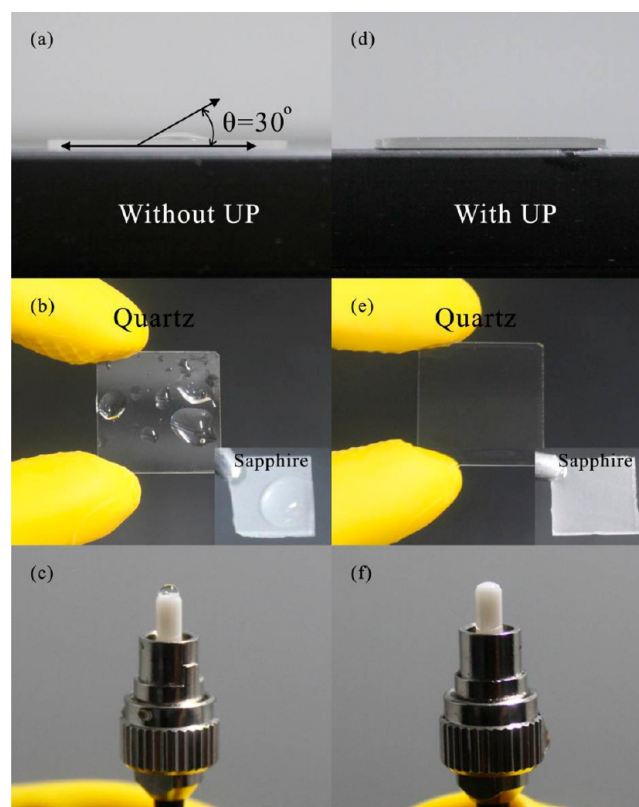 (a)
θ=30°
Without UP
(d)
With UP
(b)
Quartz
Sapphire
(e)
Quartz
Sapphire
(c)
(f)